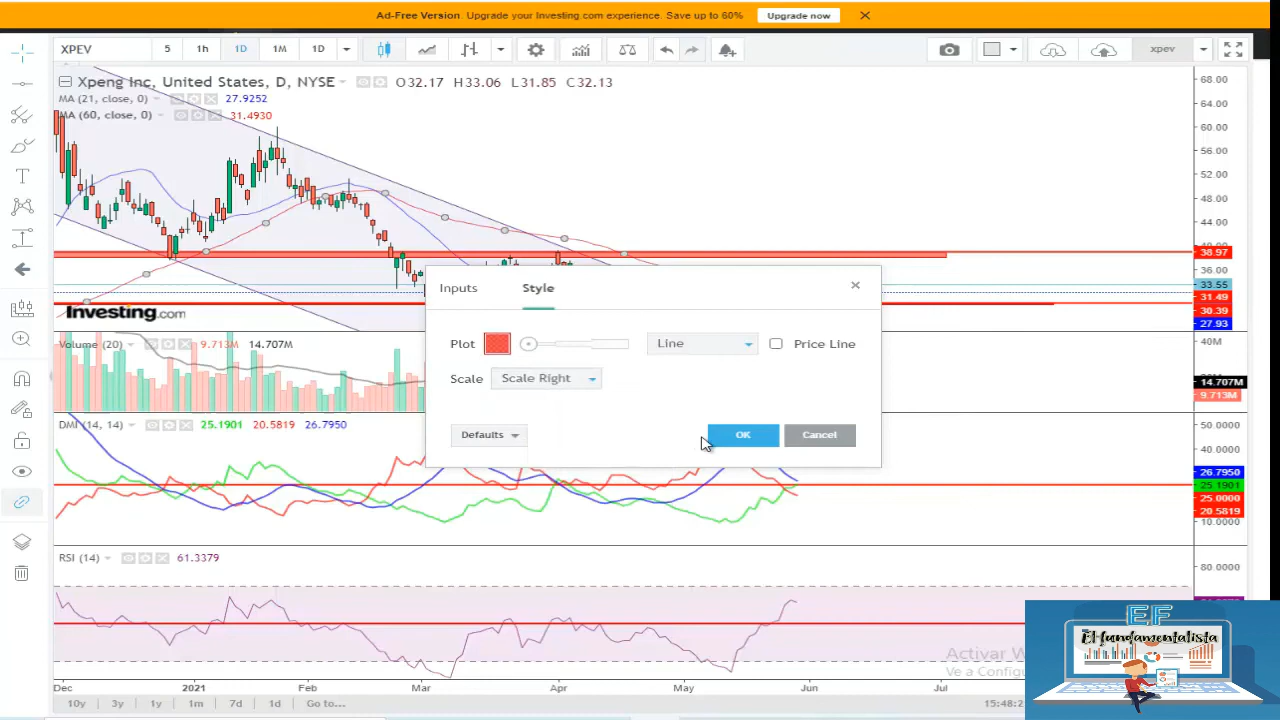 Ad-Free Version . Upgrade your Investing.com experience. Save up to 60% Upgrade now
XPEV 5 1h 1D 1M 1D xpev
Xpeng Inc, United States, D, NYSE O32.17 H33.06 L31.85 C32.13
MA (21, close, 0) 27.9252
MA (60, close, 0) 31.4930
68.00
64.00
60.00
56.00
52.00
48.00
44.00
38.97
36.00
33.55
31.49
30.39
27.93
Investing.com
Inputs Style
Plot Line Price Line
Scale Scale Right
Defaults OK Cancel
Volume (20) 9.713M 14.707M
40M
14.707M
9.713M
DMI (14, 14) 25.1901 20.5819 26.7950
50.0000
40.0000
26.7950
25.1901
25.0000
20.5819
10.0000
RSI (14) 61.3379
80.0000
EF
El fundamentalista
Activar W
Ve a Configu
Dec 2021 Feb Mar Apr May Jun Jul
10y 3y 1y 1m 7d 1d Go to... 15:48:2